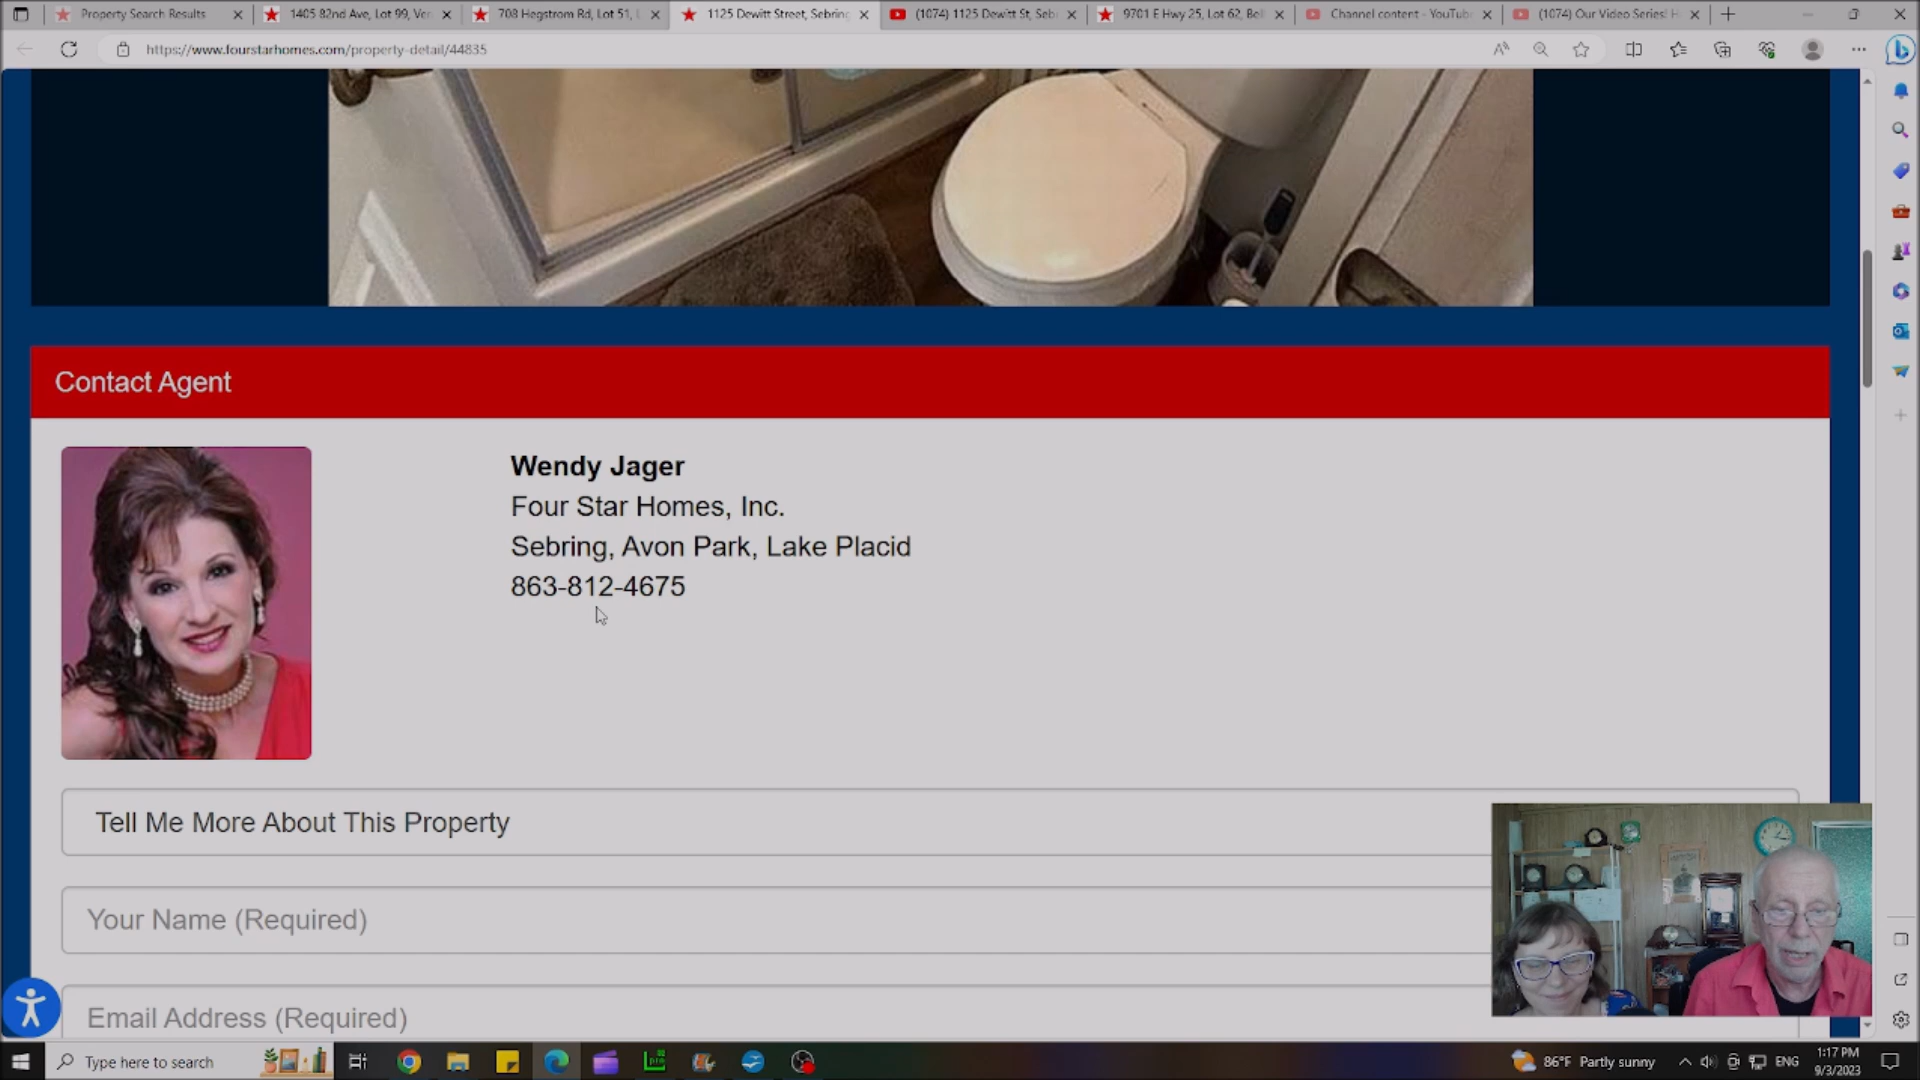 Property Search Results
1405 82nd Ave, Lot 99, Ver
708 Hegstrom Rd, Lot 51, L
1125 Dewitt Street, Sebring
(1074) 1125 Dewitt St, Seb
9701 E Hwy 25, Lot 62, Bel
Channel content - YouTube
(1074) Our Video Series! H
https://www.fourstarhomes.com/property-detail/44835
Contact Agent
Wendy Jager
Four Star Homes, Inc.
Sebring, Avon Park, Lake Placid
863-812-4675
Tell Me More About This Property
Your Name (Required)
Email Address (Required)
Type here to search
86°F Partly sunny
ENG
1:17 PM
9/3/2023